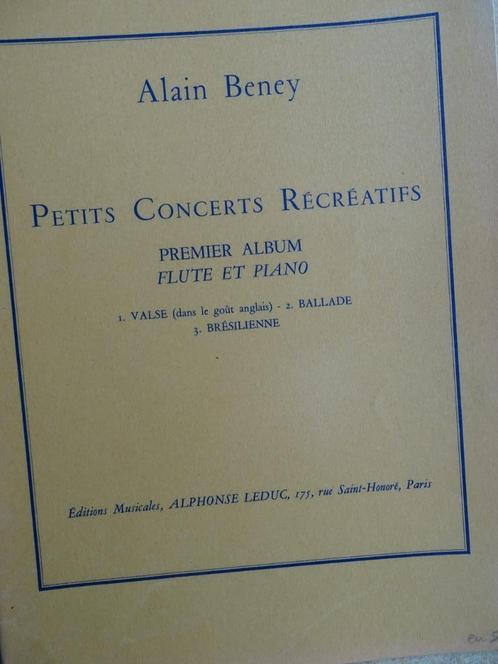 Alain Beney
PETITS CONCERTS RÉCRÉATIFS
PREMIER ALBUM
FLUTE ET PIANO
1. VALSE (dans le goût anglais) - 2. BALLADE
3. BRÉSILIENNE
Éditions Musicales, ALPHONSE LEDUC, 175, rue Saint-Honoré, Paris